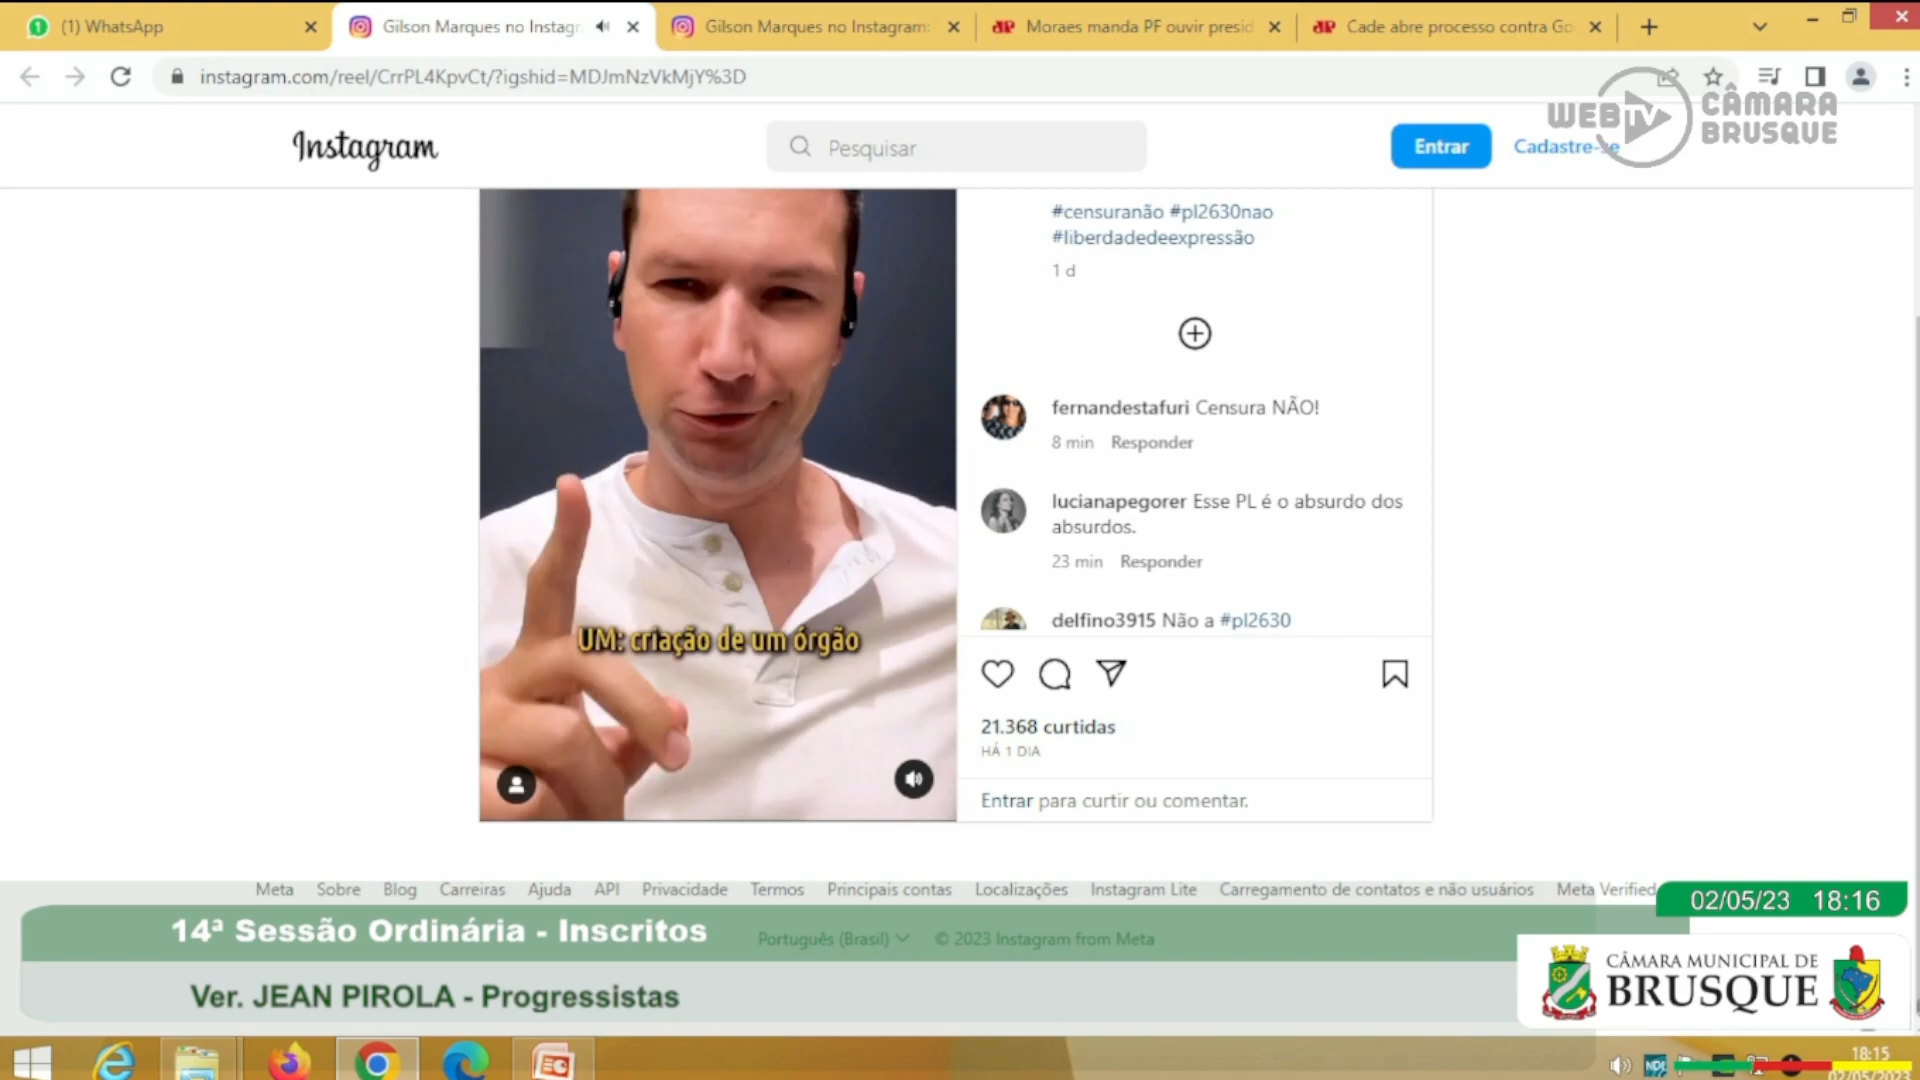 (1) WhatsApp
Gilson Marques no Instagr
Gilson Marques no Instagram:
Moraes manda PF ouvir presid
Cade abre processo contra Go
instagram.com/reel/CrrPL4KpvCt/?igshid=MDJmNzVkMjY%3D
WEB TV CÂMARA BRUSQUE
Instagram
Pesquisar
Entrar
Cadastre-se
#censuranão #pl2630nao
#liberdadedeexpressão
1 d
fernandestafuri Censura NÃO!
8 min Responder
lucianapegorer Esse PL é o absurdo dos
absurdos.
23 min Responder
delfino3915 Não a #pl2630
UM: criação de um órgão
21.368 curtidas
HÁ 1 DIA
Entrar para curtir ou comentar.
Meta Sobre Blog Carreiras Ajuda API Privacidade Termos Principais contas Localizações Instagram Lite Carregamento de contatos e não usuários Meta Verified
02/05/23 18:16
14ª Sessão Ordinária - Inscritos
Português (Brasil) © 2023 Instagram from Meta
Ver. JEAN PIROLA - Progressistas
CÂMARA MUNICIPAL DE
BRUSQUE
18:15
02/05/2023